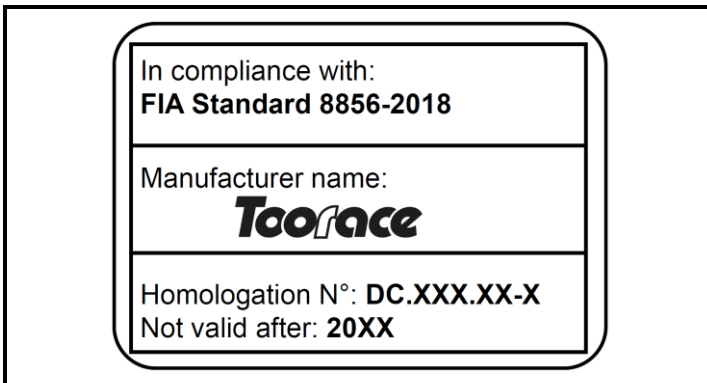 In compliance with:
FIA Standard 8856-2018
Manufacturer name:
Toorace
Homologation N°: DC.XXX.XX-X
Not valid after: 20XX